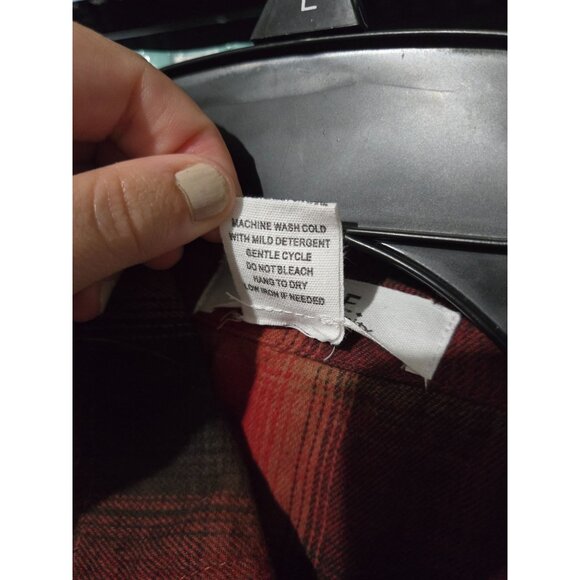 L
MACHINE WASH COLD
WITH MILD DETERGENT
GENTLE CYCLE
DO NOT BLEACH
HANG TO DRY
LOW IRON IF NEEDED
E